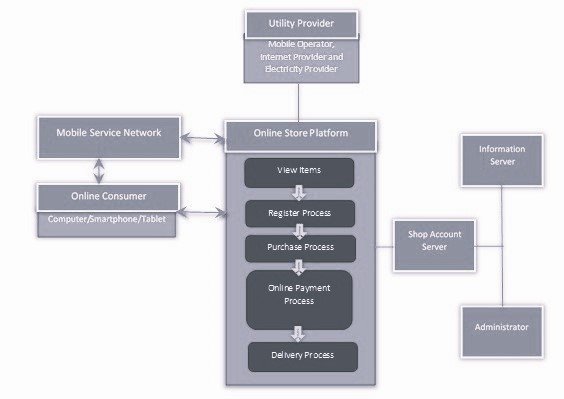 Utility Provider
Mobile Operator,
Internet Provider and
Electricity Provider
Mobile Service Network
Online Store Platform
Online Consumer
Computer/Smartphone/Tablet
View Items
Register Process
Purchase Process
Online Payment
Process
Delivery Process
Shop Account
Server
Information
Server
Administrator